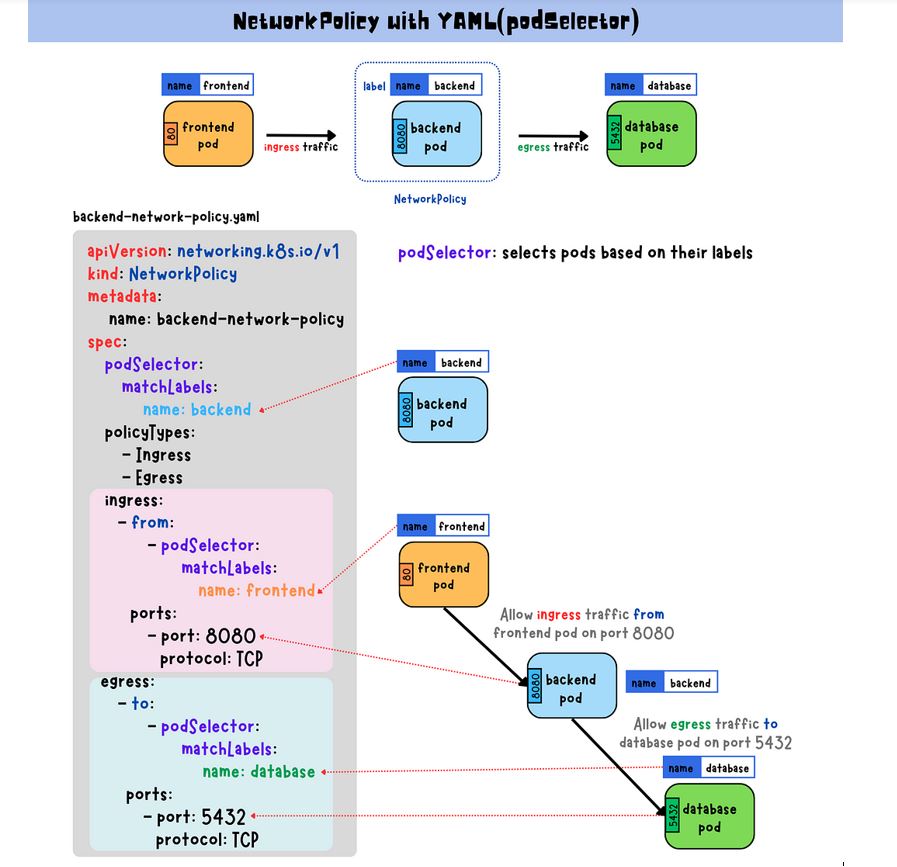 NetworkPolicy with YAML(podSelector)
name frontend
label name backend
name database
80 frontend pod
ingress traffic
8080 backend pod
egress traffic
5432 database pod
NetworkPolicy
backend-network-policy.yaml
apiVersion: networking.k8s.io/v1
kind: NetworkPolicy
metadata:
name: backend-network-policy
spec:
podSelector:
matchLabels:
name: backend
policyTypes:
- Ingress
- Egress
ingress:
- from:
- podSelector:
matchLabels:
name: frontend
ports:
- port: 8080
protocol: TCP
egress:
- to:
- podSelector:
matchLabels:
name: database
ports:
- port: 5432
protocol: TCP
podSelector: selects pods based on their labels
name backend
8080 backend
pod
name frontend
80 frontend
pod
Allow ingress traffic from
frontend pod on port 8080
8080 backend
pod
name backend
Allow egress traffic to
database pod on port 5432
name database
5432 database
pod